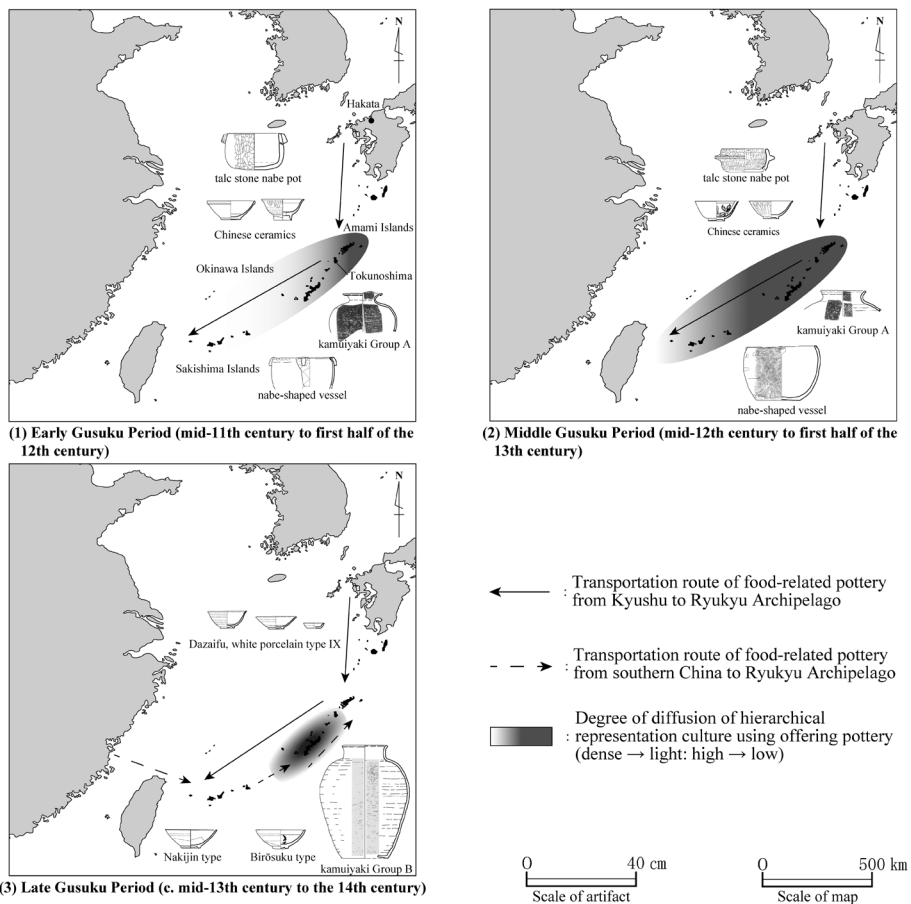 N
Hakata
talc stone nabe pot
Chinese ceramics
Amami Islands
Okinawa Islands
Tokunoshima
kamuiyaki Group A
Sakishima Islands
nabe-shaped vessel
(1) Early Gusuku Period (mid-11th century to first half of the
12th century)
N
talc stone nabe pot
Chinese ceramics
kamuiyaki Group A
nabe-shaped vessel
(2) Middle Gusuku Period (mid-12th century to first half of the
13th century)
N
Dazaifu, white porcelain type IX
Nakijin type
Birōsuku type
kamuiyaki Group B
(3) Late Gusuku Period (c. mid-13th century to the 14th century)
: Transportation route of food-related pottery
from Kyushu to Ryukyu Archipelago
: Transportation route of food-related pottery
from southern China to Ryukyu Archipelago
Degree of diffusion of hierarchical
: representation culture using offering pottery
(dense → light: high → low)
0 40 cm
Scale of artifact
0 500 km
Scale of map